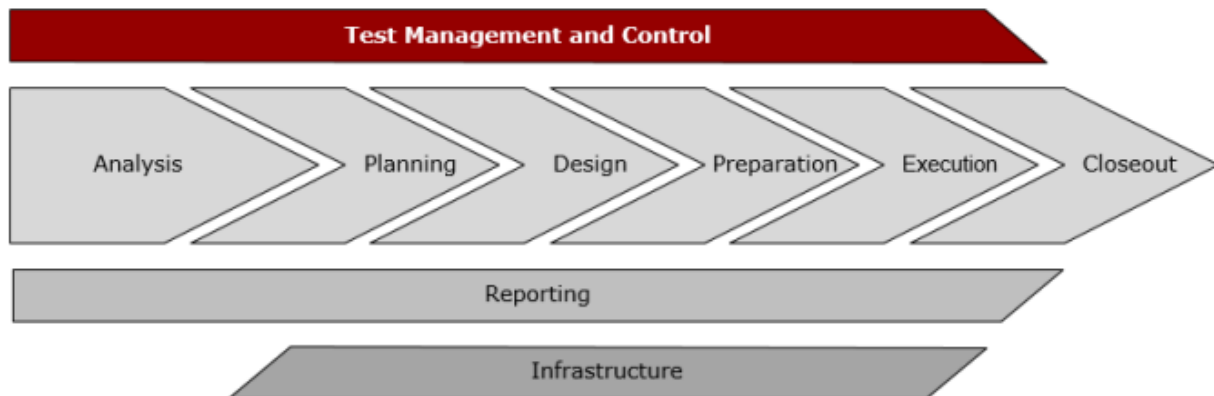 Test Management and Control
Analysis
Planning
Design
Preparation
Execution
Closeout
Reporting
Infrastructure